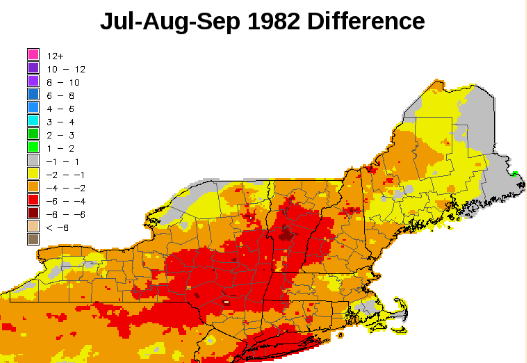 Jul-Aug-Sep 1982 Difference
12+
10 - 12
8 - 10
6 - 8
4 - 6
3 - 4
2 - 3
1 - 2
-1 - 1
-2 - -1
-4 - -2
-6 - -4
-8 - -6
< -8